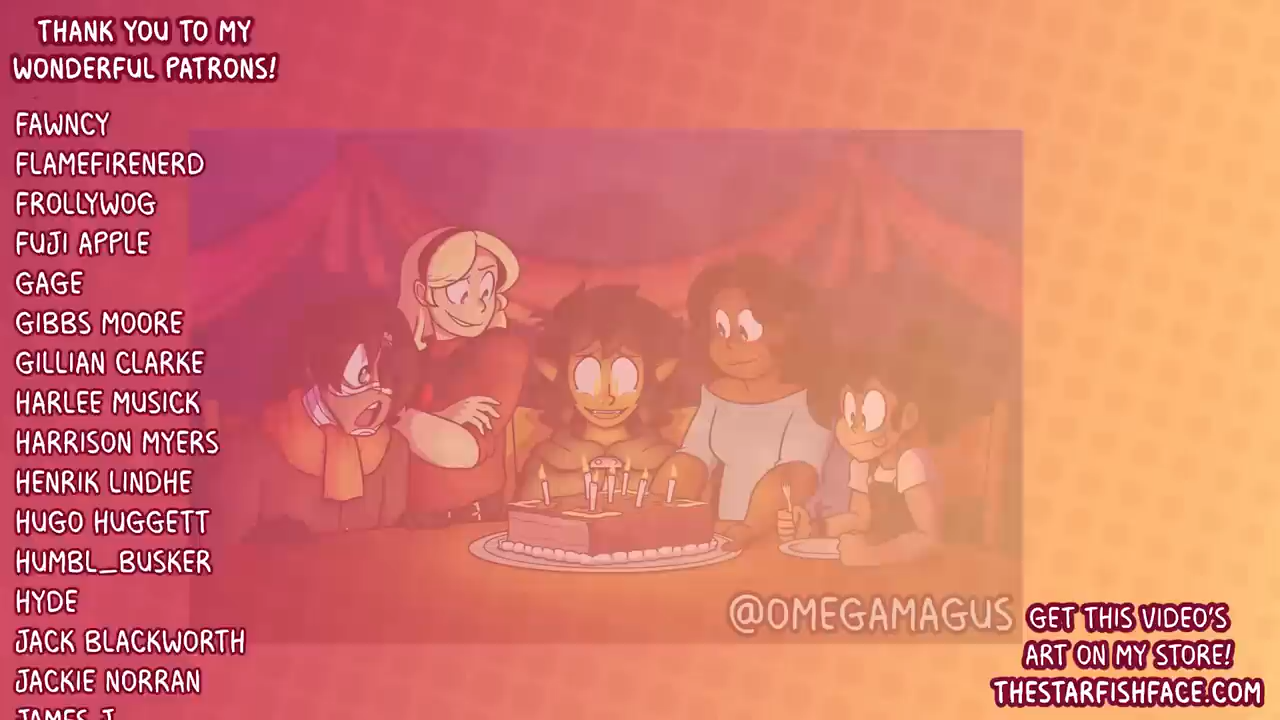 THANK YOU TO MY
WONDERFUL PATRONS!
FAWNCY
FLAMEFIRENERD
FROLLYWOG
FUJI APPLE
GAGE
GIBBS MOORE
GILLIAN CLARKE
HARLEE MUSICK
HARRISON MYERS
HENRIK LINDHE
HUGO HUGGETT
HUMBL_BUSKER
HYDE
JACK BLACKWORTH
JACKIE NORRAN
JAMES J
@OMEGAMAGUS
GET THIS VIDEO'S
ART ON MY STORE!
THESTARFISHFACE.COM